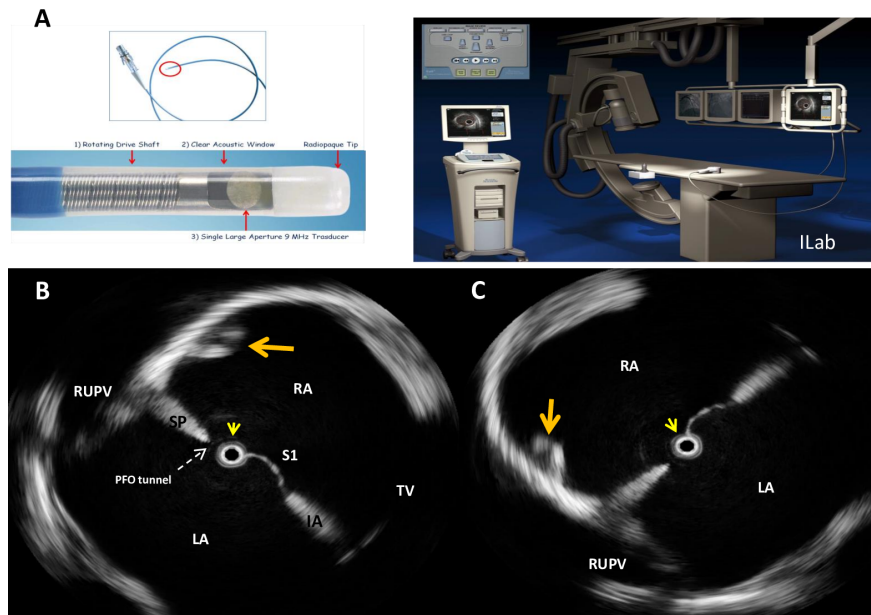 A
1) Rotating Drive Shaft
2) Clear Acoustic Window
Radiopaque Tip
3) Single Large Aperture 9 MHz Trasducer
ILab
B
RUPV
RA
SP
S1
PFO tunnel
TV
IA
LA
C
RA
LA
RUPV